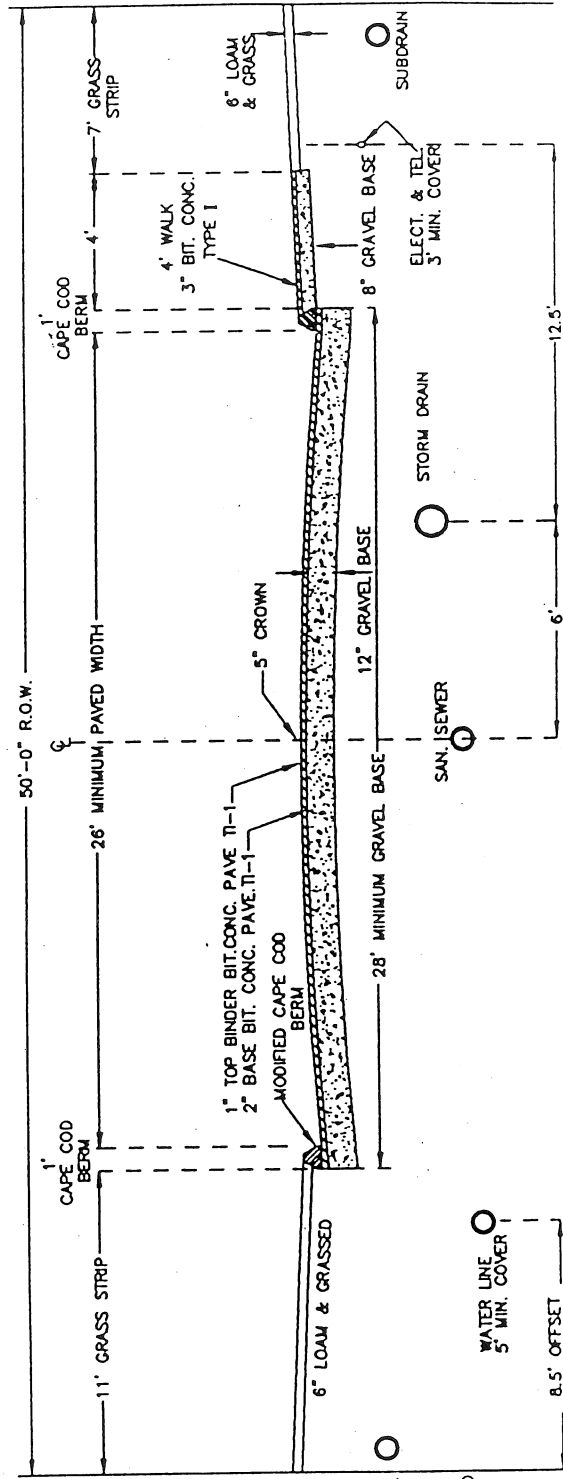 50'-0" R.O.W.
11' GRASS STRIP
1'
CAPE COD
BERM
26' MINIMUM PAVED WIDTH
℄
1'
CAPE COD
BERM
4'
7' GRASS
STRIP
1" TOP BINDER BIT.CONC. PAVE TI-1
2" BASE BIT. CONC. PAVE.TI-1
MODIFIED CAPE COD
BERM
5" CROWN
4' WALK
3" BIT. CONC.
TYPE I
6" LOAM
& GRASS
6" LOAM & GRASSED
28' MINIMUM GRAVEL BASE
12" GRAVEL BASE
8" GRAVEL BASE
WATER LINE
5' MIN. COVER
SAN. SEWER
STORM DRAIN
ELECT. & TEL.
3' MIN. COVER
SUBDRAIN
8.5' OFFSET
6'
12.5'